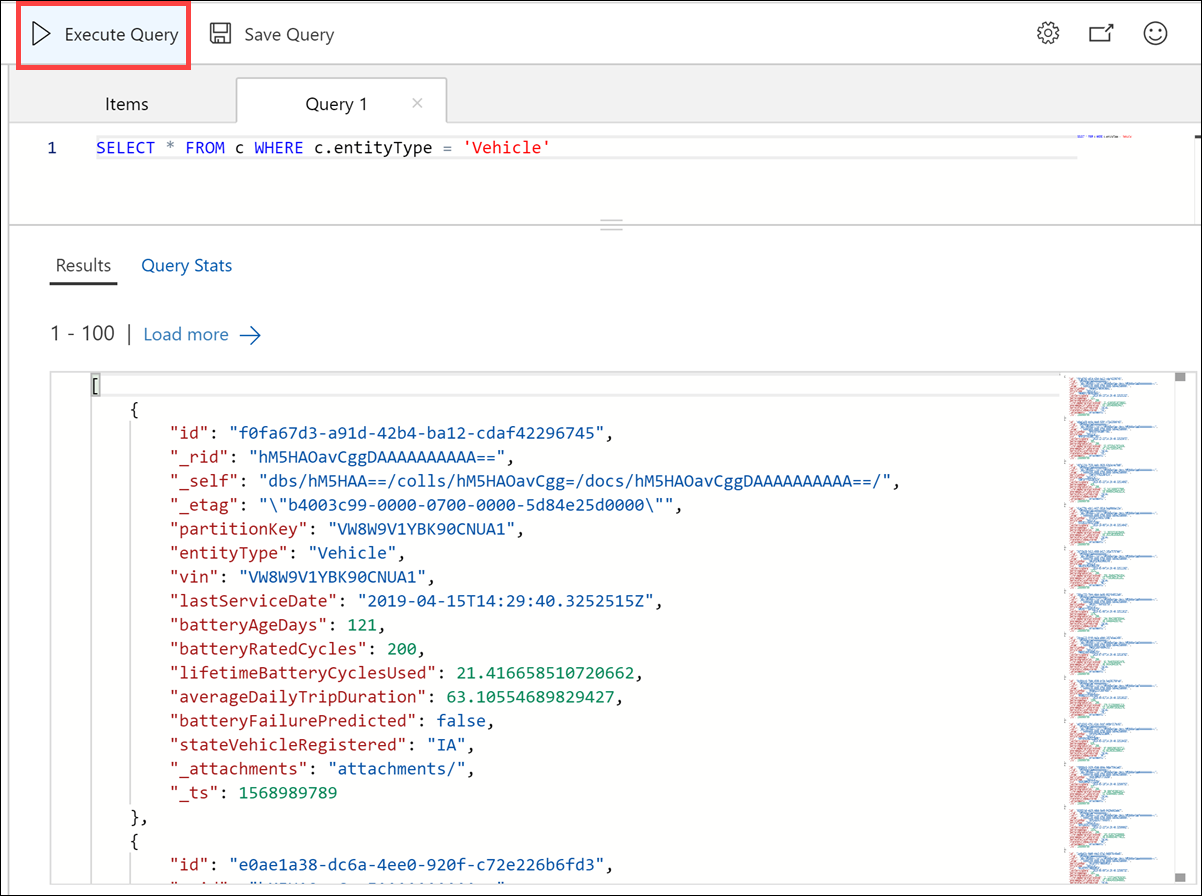 Execute Query Save Query
Items Query 1
1 SELECT * FROM c WHERE c.entityType = 'Vehicle'
Results Query Stats
1 - 100 | Load more
[
{
"id": "f0fa67d3-a91d-42b4-ba12-cdaf42296745",
"_rid": "hM5HAOavCggDAAAAAAAAAA==",
"_self": "dbs/hM5HAA==/colls/hM5HAOavCgg=/docs/hM5HAOavCggDAAAAAAAAAA==/",
"_etag": "\"b4003c99-0000-0700-0000-5d84e25d0000\"",
"partitionKey": "VW8W9V1YBK90CNUA1",
"entityType": "Vehicle",
"vin": "VW8W9V1YBK90CNUA1",
"lastServiceDate": "2019-04-15T14:29:40.3252515Z",
"batteryAgeDays": 121,
"batteryRatedCycles": 200,
"lifetimeBatteryCyclesUsed": 21.416658510720662,
"averageDailyTripDuration": 63.10554689829427,
"batteryFailurePredicted": false,
"stateVehicleRegistered": "IA",
"_attachments": "attachments/",
"_ts": 1568989789
},
{
"id": "e0ae1a38-dc6a-4ee0-920f-c72e226b6fd3",